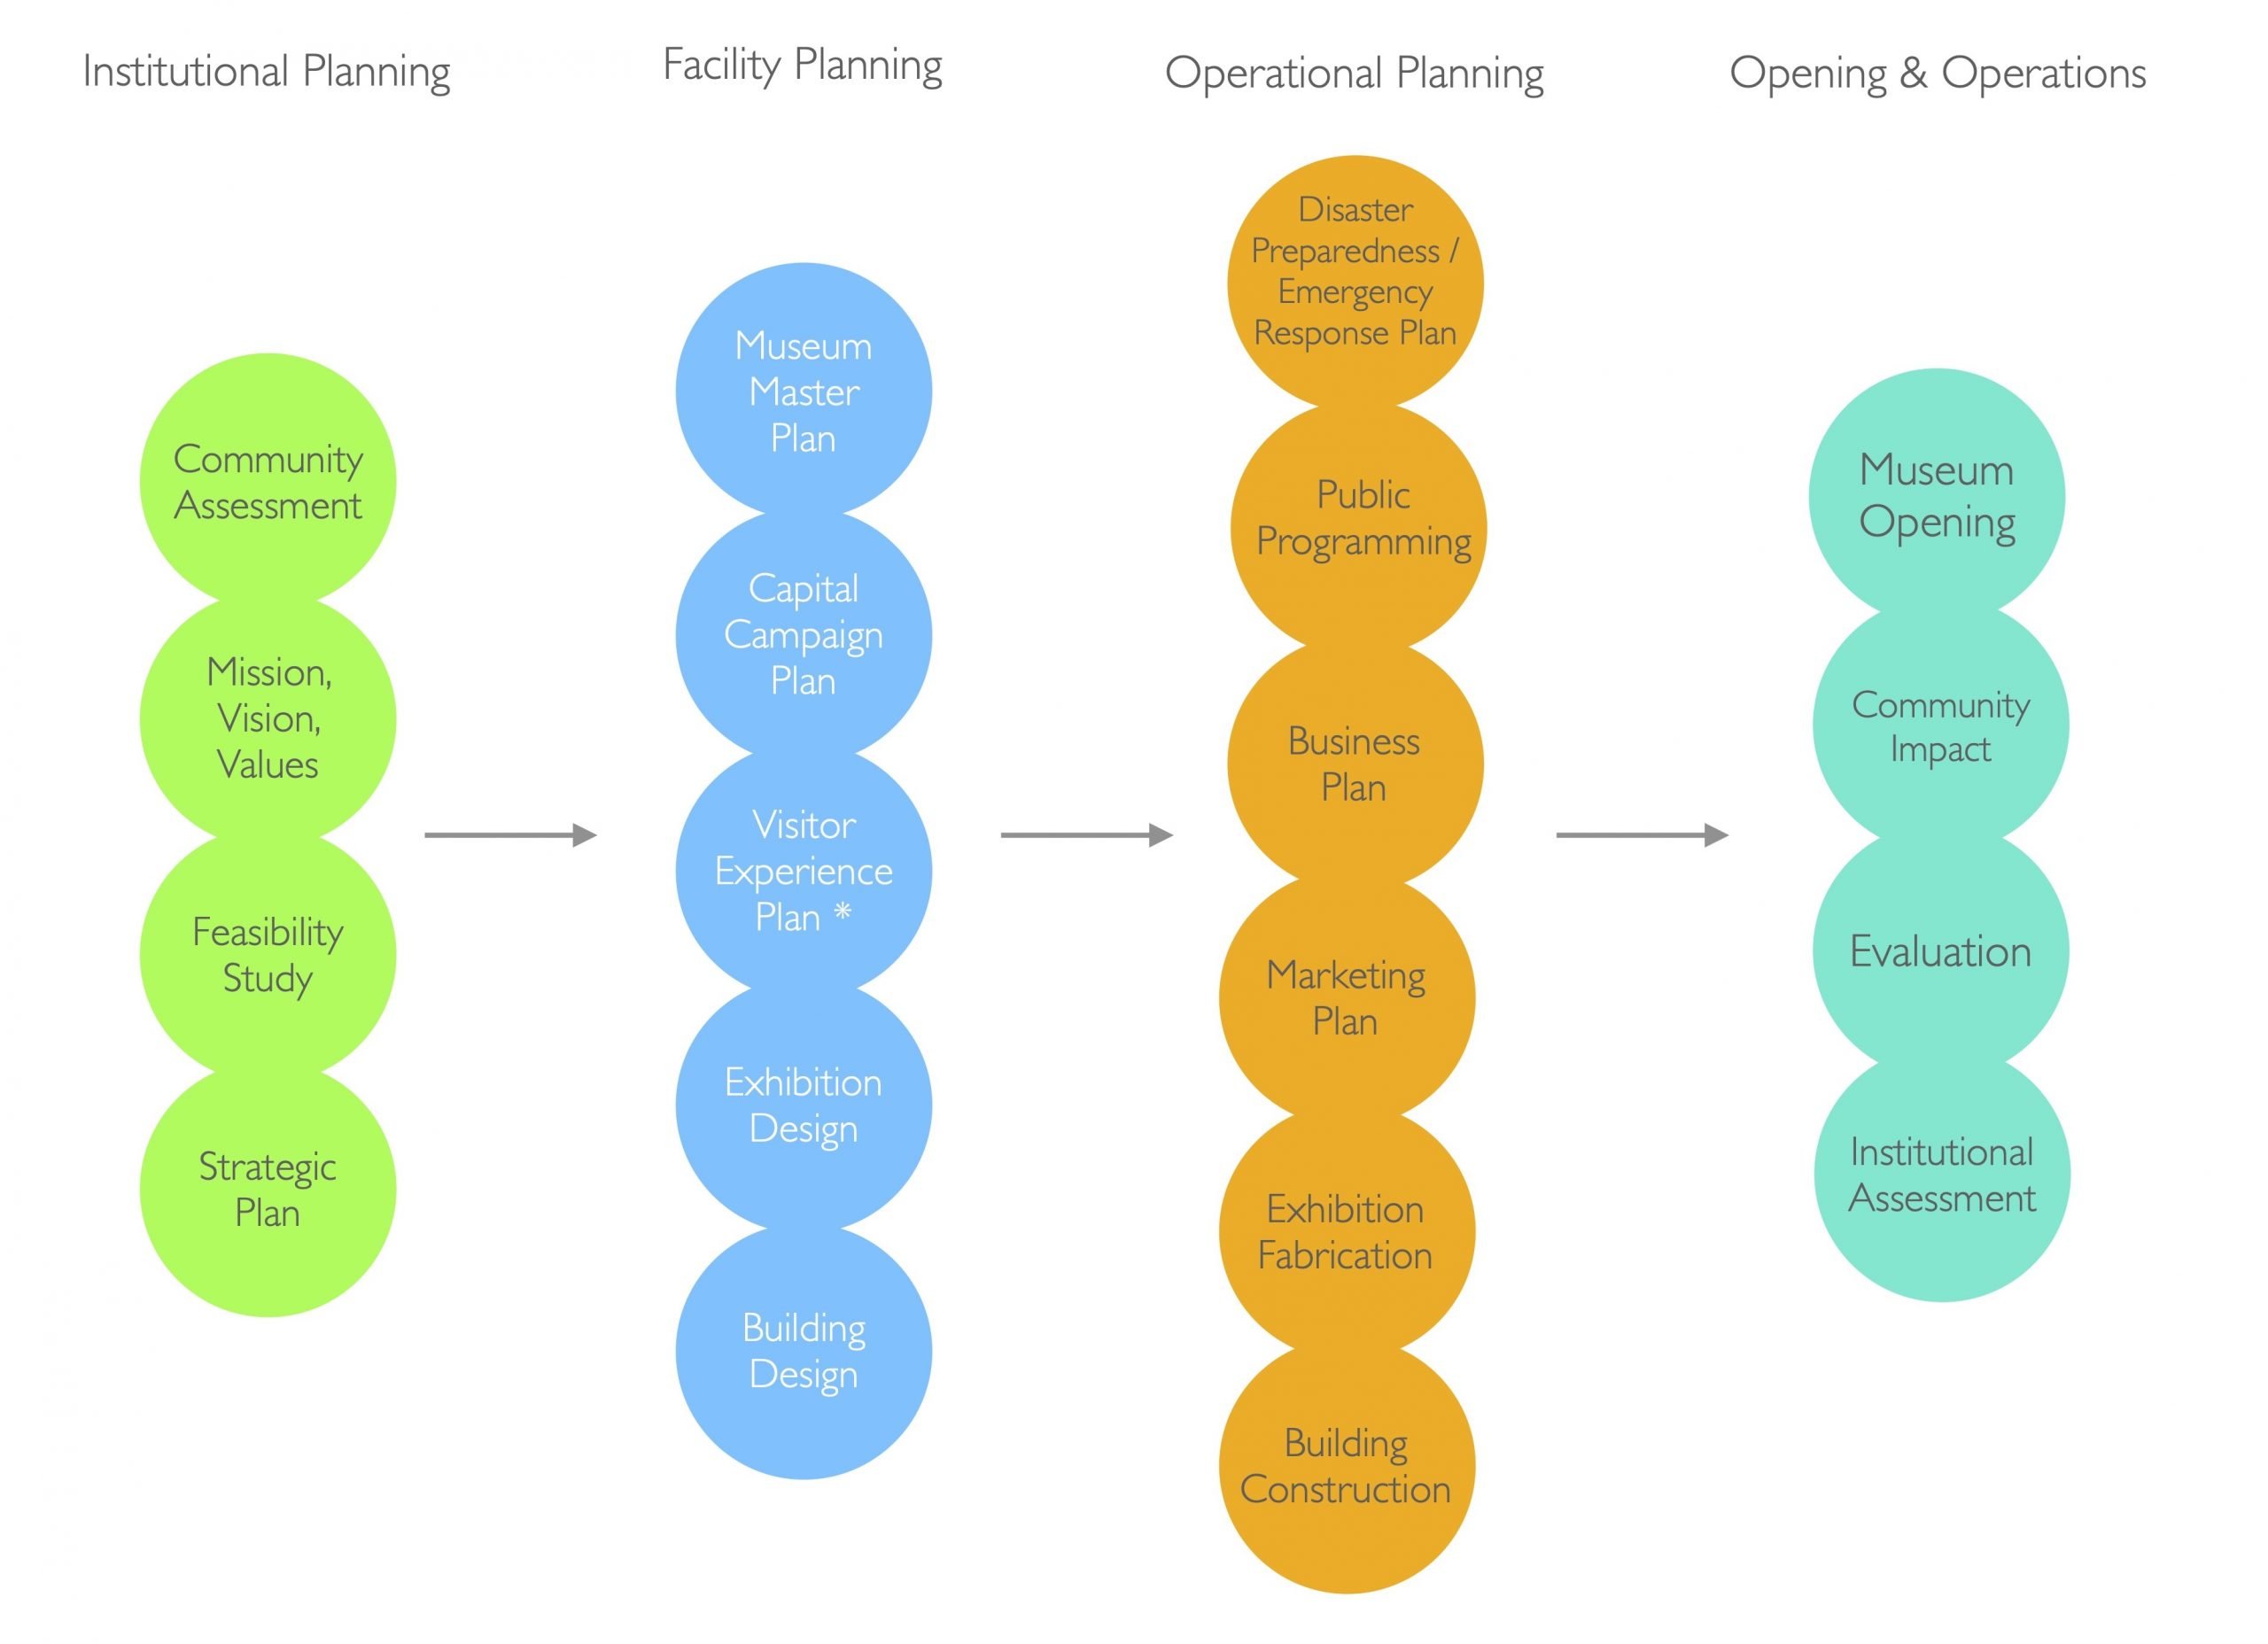 Institutional Planning
Facility Planning
Operational Planning
Opening & Operations
Community
Assessment
Mission,
Vision,
Values
Feasibility
Study
Strategic
Plan
Museum
Master
Plan
Capital
Campaign
Plan
Visitor
Experience
Plan *
Exhibition
Design
Building
Design
Disaster
Preparedness /
Emergency
Response Plan
Public
Programming
Business
Plan
Marketing
Plan
Exhibition
Fabrication
Building
Construction
Museum
Opening
Community
Impact
Evaluation
Institutional
Assessment